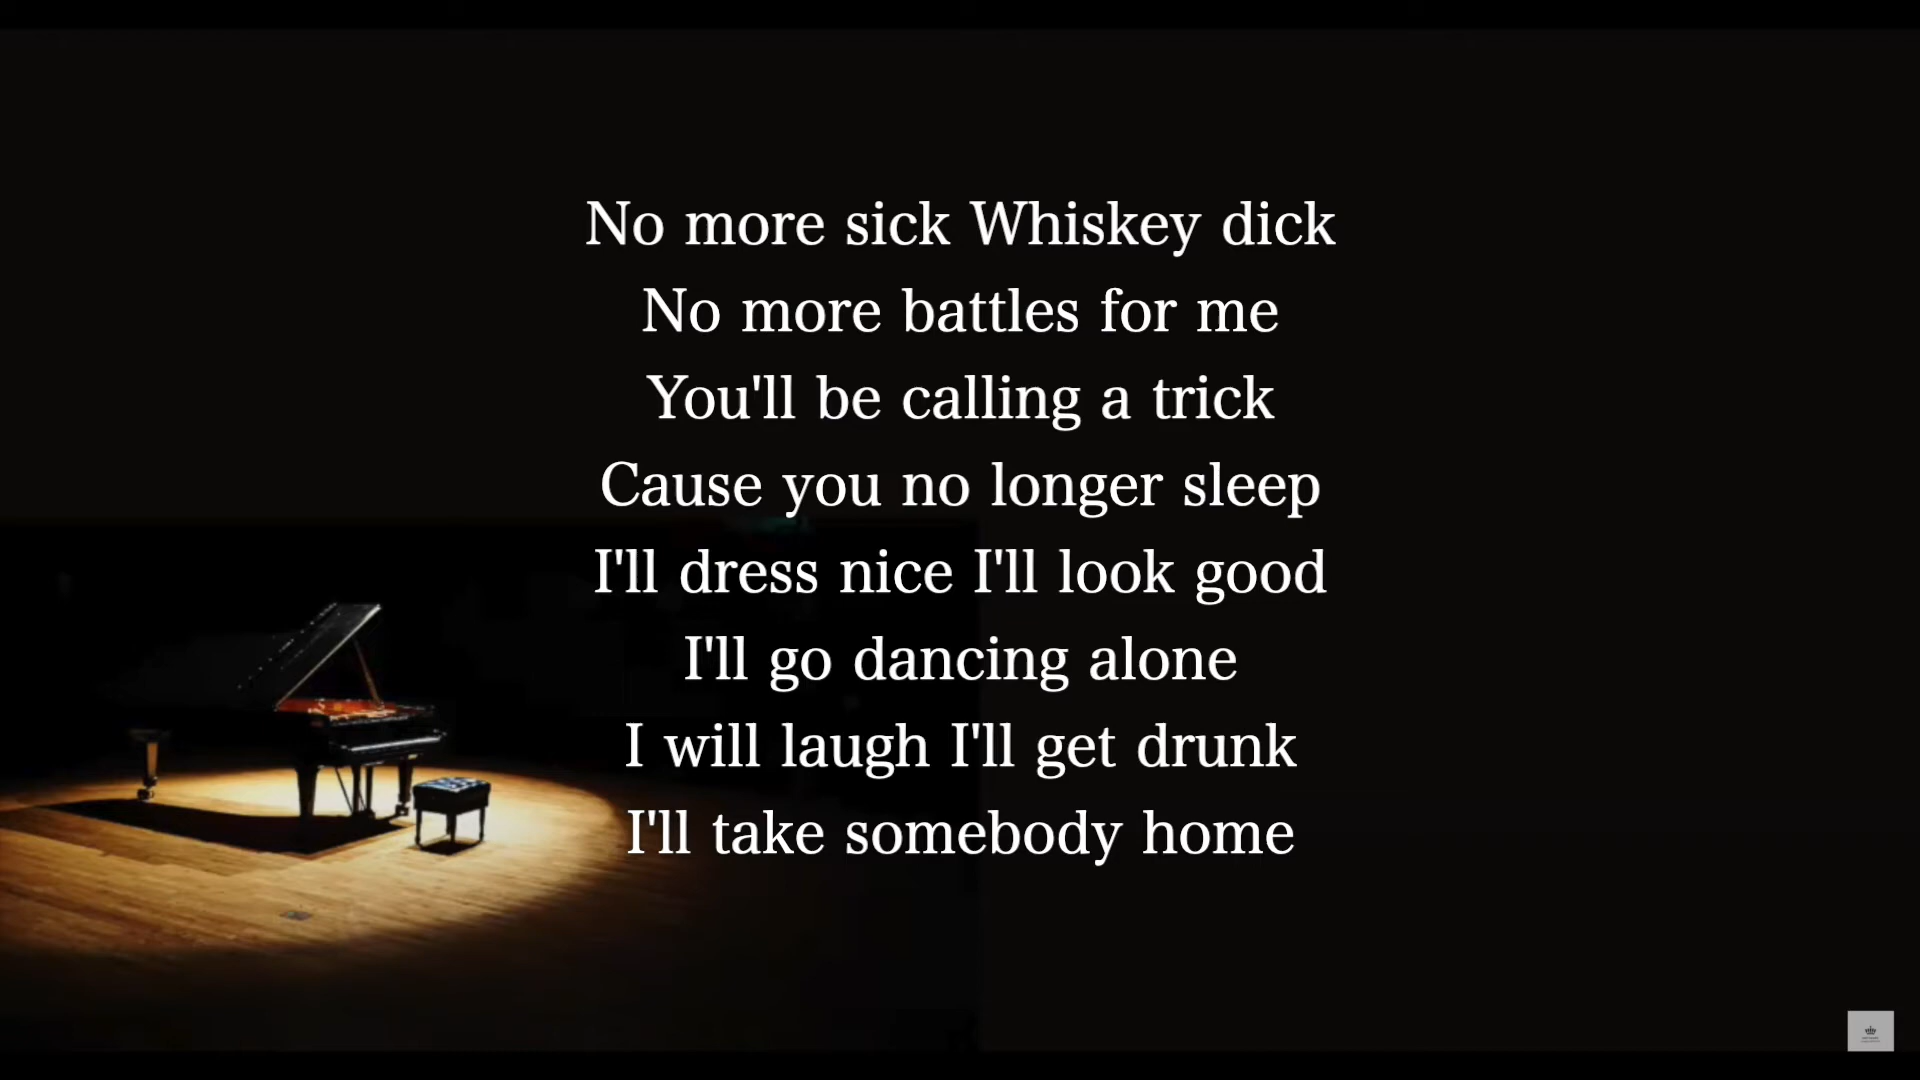 No more sick Whiskey dick
No more battles for me
You'll be calling a trick
Cause you no longer sleep
I'll dress nice I'll look good
I'll go dancing alone
I will laugh I'll get drunk
I'll take somebody home